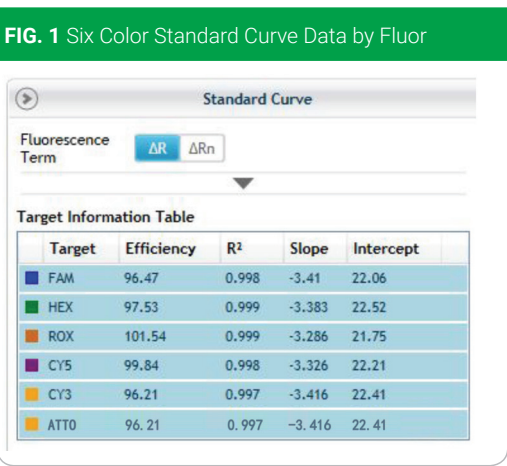 FIG. 1 Six Color Standard Curve Data by Fluor
Standard Curve
Fluorescence Term ΔR ΔRn
Target Information Table
Target Efficiency R² Slope Intercept
FAM 96.47 0.998 -3.41 22.06
HEX 97.53 0.999 -3.383 22.52
ROX 101.54 0.999 -3.286 21.75
CY5 99.84 0.998 -3.326 22.21
CY3 96.21 0.997 -3.416 22.41
ATTO 96. 21 0. 997 -3. 416 22. 41